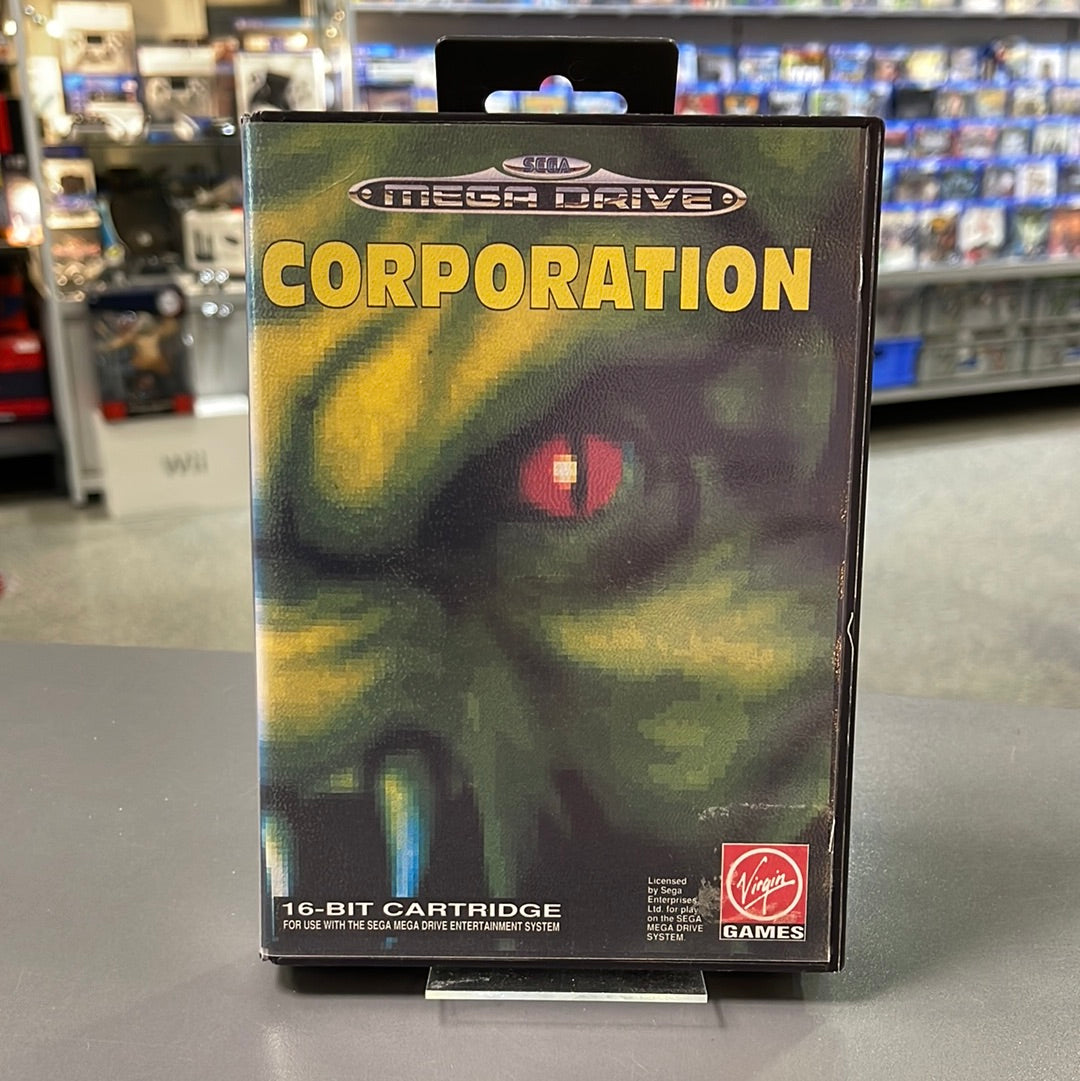 SEGA
MEGA DRIVE
CORPORATION
Wii
16-BIT CARTRIDGE
FOR USE WITH THE SEGA MEGA DRIVE ENTERTAINMENT SYSTEM
Licensed
by Sega
Enterprises
Ltd. for play
on the SEGA
MEGA DRIVE
SYSTEM.
Virgin
GAMES